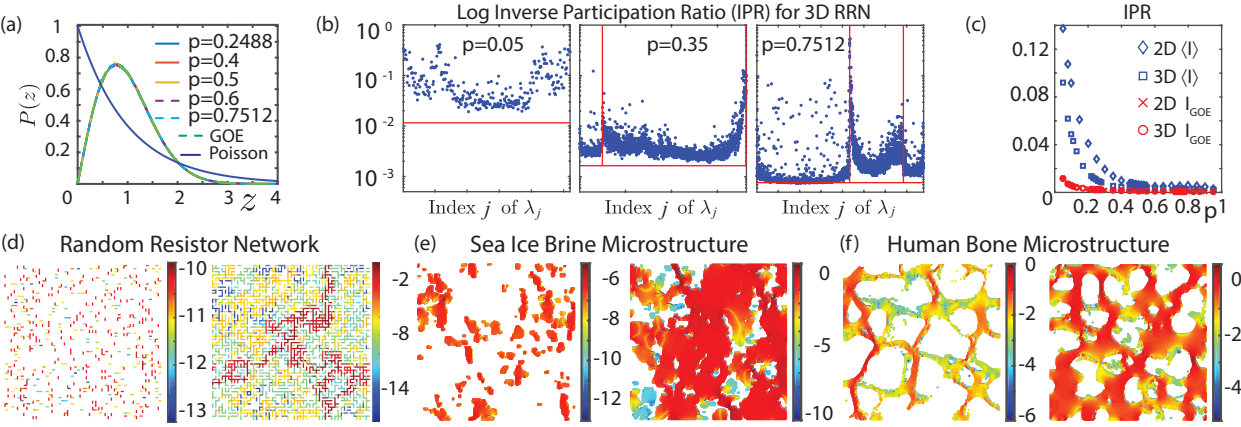 (a)
P(z)
1
0.8
0.6
0.4
0.2
0
0 1 2 3 4
z
p=0.2488
p=0.4
p=0.5
p=0.6
p=0.7512
GOE
Poisson
(b)
Log Inverse Participation Ratio (IPR) for 3D RRN
10^0
10^-1
10^-2
10^-3
p=0.05
p=0.35
p=0.7512
Index j of λ_j
Index j of λ_j
Index j of λ_j
(c)
IPR
0.12
0.08
0.04
0
0.2 0.4 0.6 0.8 1
p
2D ⟨I⟩
3D ⟨I⟩
2D I_GOE
3D I_GOE
(d)
Random Resistor Network
-10
-11
-12
-13
-10
-12
-14
(e)
Sea Ice Brine Microstructure
-2
-4
-8
-12
-6
-8
-10
-12
(f)
Human Bone Microstructure
0
-5
-10
0
-2
-4
-6
0
-2
-4